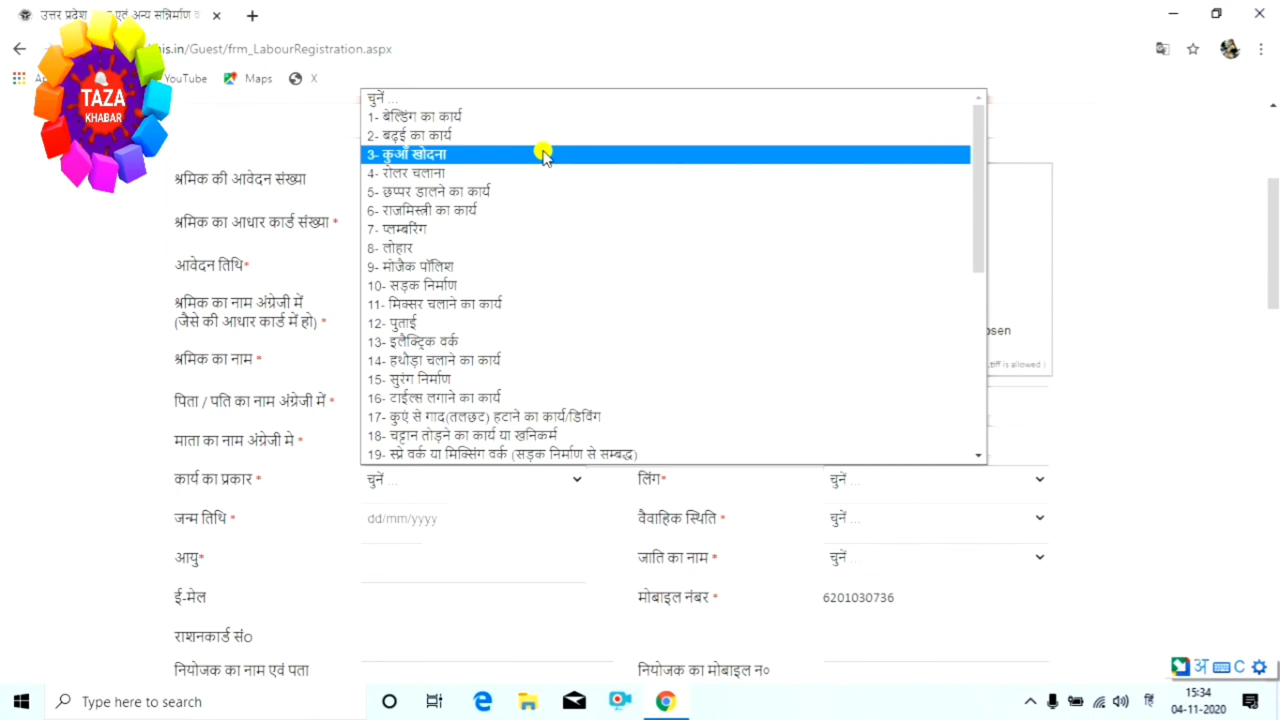 उत्तर प्रदेश
एवं अन्य सन्निर्माण व
his.in/Guest/frm_LabourRegistration.aspx
YouTube
Maps
X
TAZA
KHABAR
चुनें ...
1- बेल्डिंग का कार्य
2- बढ़ई का कार्य
3- कुआँ खोदना
4- रोलर चलाना
5- छप्पर डालने का कार्य
6- राजमिस्त्री का कार्य
7- प्लम्बरिंग
8- लोहार
9- मोजैक पॉलिश
10- सड़क निर्माण
11- मिक्सर चलाने का कार्य
12- पुताई
13- इलैक्ट्रिक वर्क
14- हथौड़ा चलाने का कार्य
15- सुरंग निर्माण
16- टाईल्स लगाने का कार्य
17- कुएं से गाद(तलछट) हटाने का कार्य/डिविंग
18- चट्टान तोड़ने का कार्य या खनिकर्म
19- स्प्रे वर्क या मिक्सिंग वर्क (सड़क निर्माण से सम्बद्ध)
श्रमिक की आवेदन संख्या
श्रमिक का आधार कार्ड संख्या *
आवेदन तिथि*
श्रमिक का नाम अंग्रेजी में
(जैसे की आधार कार्ड में हो) *
osen
श्रमिक का नाम *
tiff is allowed )
पिता / पति का नाम अंग्रेजी में *
माता का नाम अंग्रेजी मे *
कार्य का प्रकार * चुनें ... लिंग* चुनें ...
जन्म तिथि * dd/mm/yyyy वैवाहिक स्थिति * चुनें ...
आयु* जाति का नाम * चुनें ...
ई-मेल मोबाइल नंबर * 6201030736
राशनकार्ड सं०
नियोजक का नाम एवं पता नियोजक का मोबाइल न०
अ
Type here to search
हिं
15:34
04-11-2020